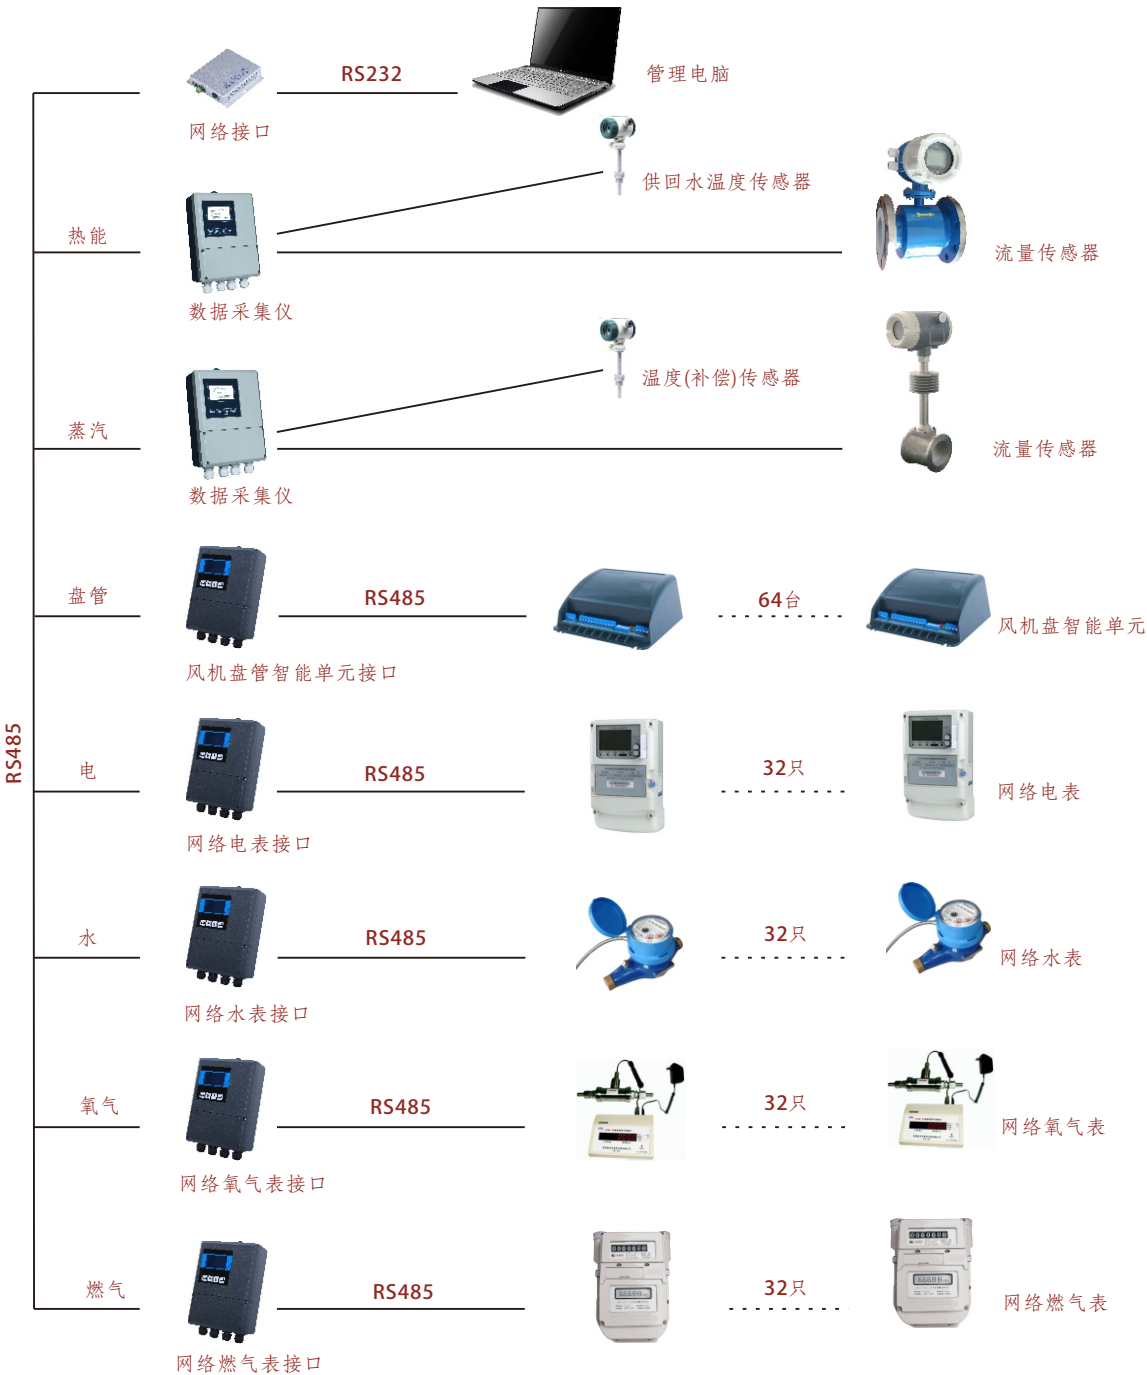 RS232
管理电脑
网络接口
供回水温度传感器
热能
流量传感器
数据采集仪
温度(补偿)传感器
蒸汽
流量传感器
数据采集仪
盘管
RS485
64台
风机盘智能单元
风机盘管智能单元接口
RS485
电
RS485
32只
网络电表
网络电表接口
水
RS485
32只
网络水表
网络水表接口
氧气
RS485
32只
网络氧气表
网络氧气表接口
燃气
RS485
32只
网络燃气表
网络燃气表接口